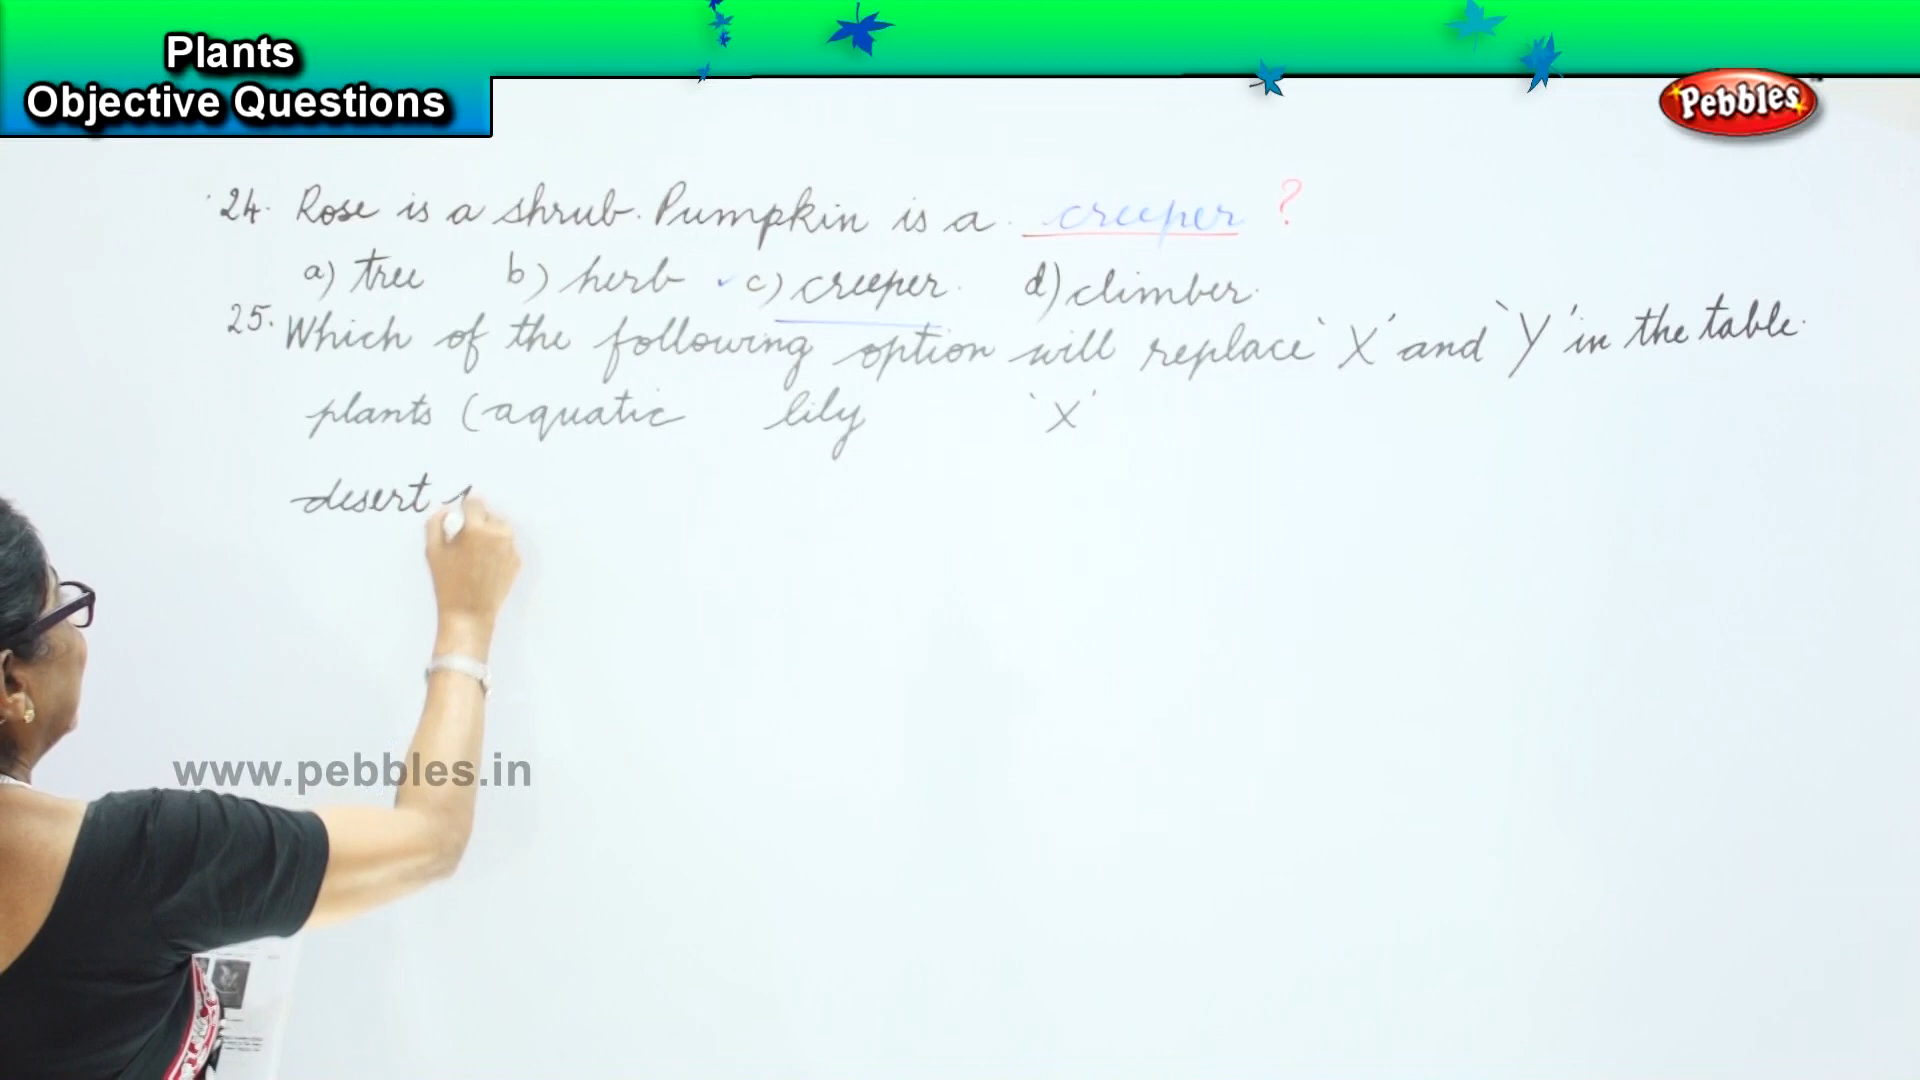 Plants
Objective Questions
Pebbles
24. Rose is a shrub. Pumpkin is a creeper ?
a) tree b) herb c) creeper. d) climber.
25. Which of the following option will replace 'X' and 'Y' in the table.
plants (aquatic lily 'X'
desert
www.pebbles.in